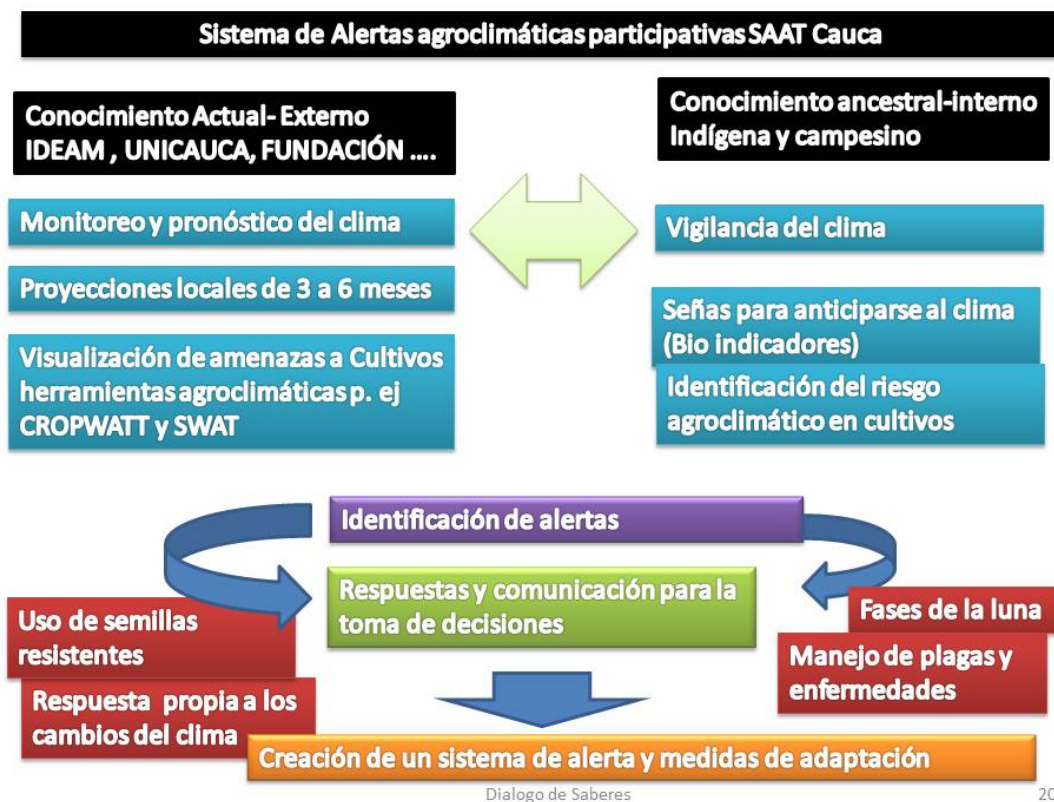 Sistema de Alertas agroclimáticas participativas SAAT Cauca
Conocimiento Actual- Externo
IDEAM , UNICAUCA, FUNDACIÓN ....
Conocimiento ancestral-interno
Indígena y campesino
Monitoreo y pronóstico del clima
Proyecciones locales de 3 a 6 meses
Visualización de amenazas a Cultivos
herramientas agroclimáticas p. ej
CROPWATT y SWAT
Vigilancia del clima
Señas para anticiparse al clima
(Bio indicadores)
Identificación del riesgo
agroclimático en cultivos
Identificación de alertas
Respuestas y comunicación para la
toma de decisiones
Uso de semillas
resistentes
Respuesta propia a los
cambios del clima
Fases de la luna
Manejo de plagas y
enfermedades
Creación de un sistema de alerta y medidas de adaptación
Dialogo de Saberes
20